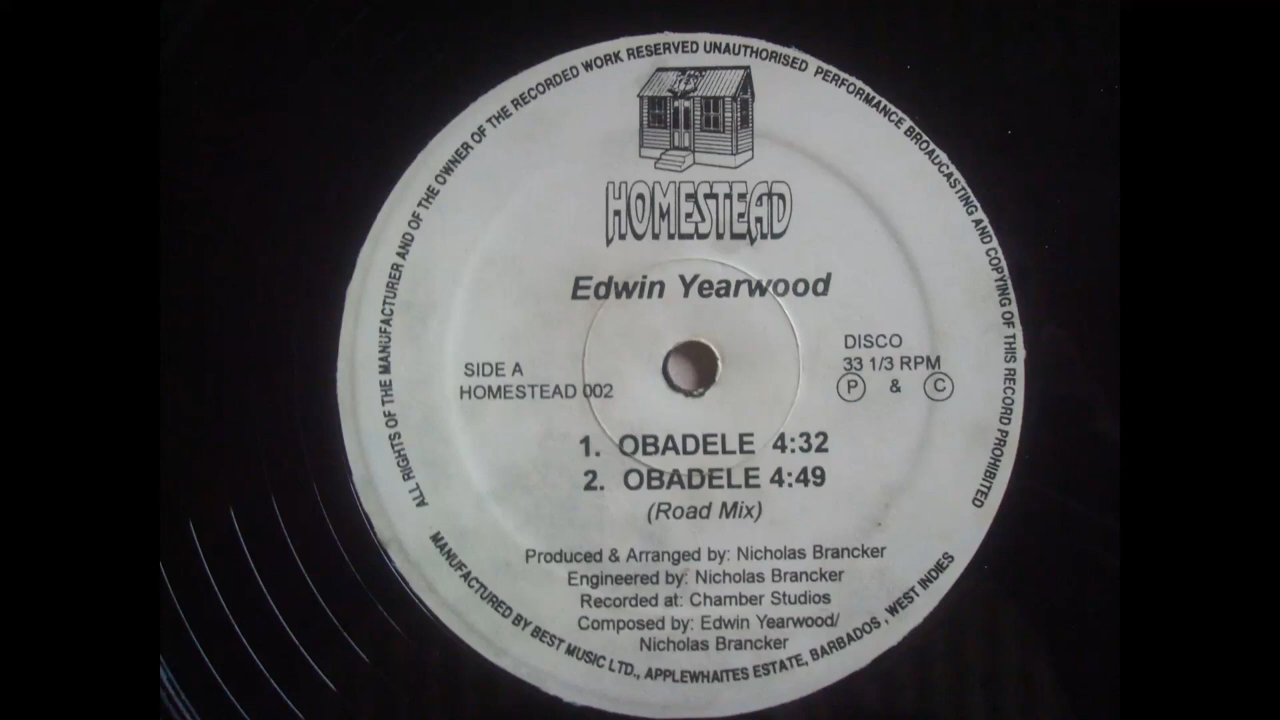 ALL RIGHTS OF THE MANUFACTURER AND OF THE OWNER OF THE RECORDED WORK RESERVED UNAUTHORISED PERFORMANCE BROADCASTING AND COPYING OF THIS RECORD PROHIBITED
HOMESTEAD
Edwin Yearwood
SIDE A
HOMESTEAD 002
DISCO
33 1/3 RPM
P & C
1. OBADELE 4:32
2. OBADELE 4:49
(Road Mix)
Produced & Arranged by: Nicholas Brancker
Engineered by: Nicholas Brancker
Recorded at: Chamber Studios
Composed by: Edwin Yearwood/
Nicholas Brancker
MANUFACTURED BY BEST MUSIC LTD., APPLEWHAITES ESTATE, BARBADOS , WEST INDIES